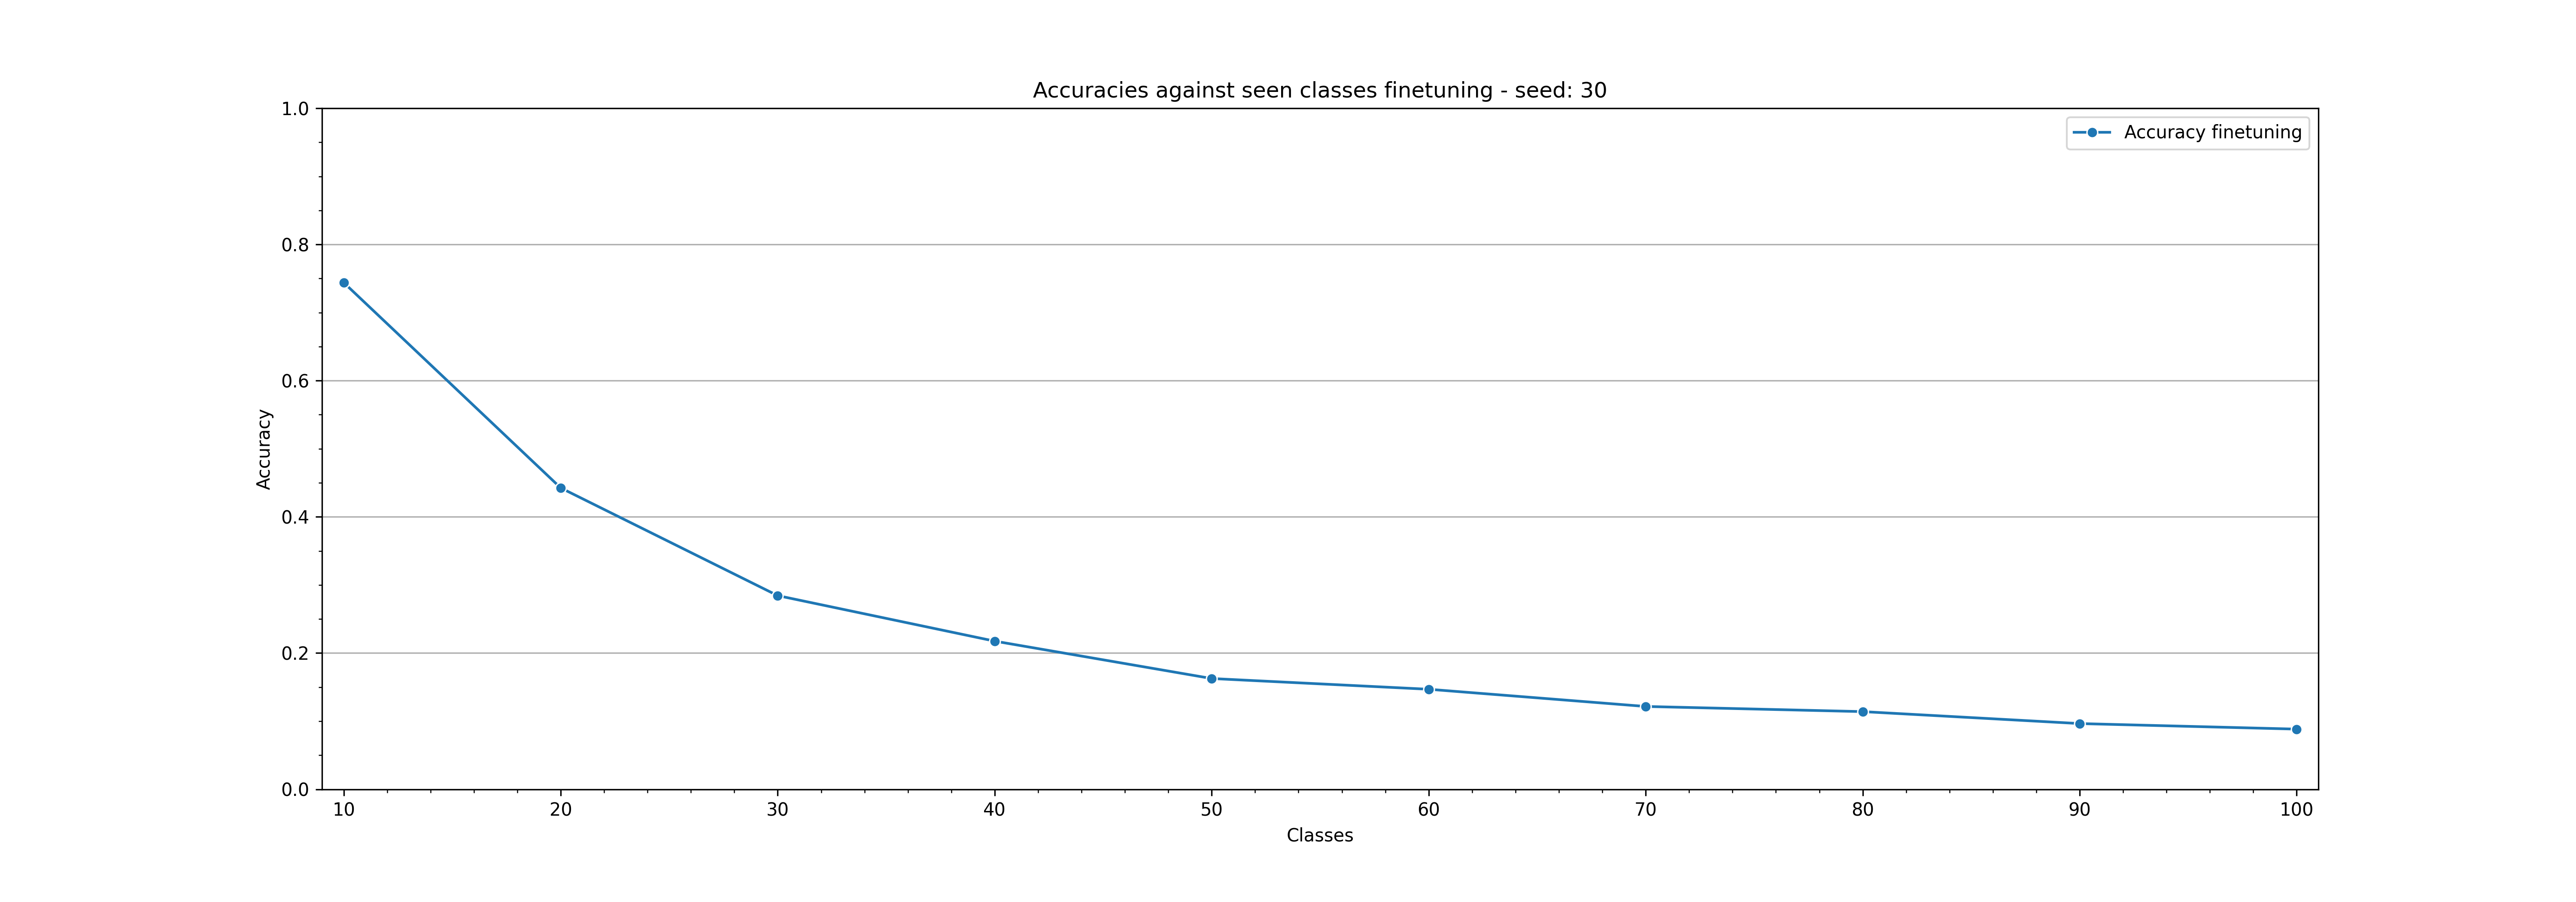 Accuracies against seen classes finetuning - seed: 30
Accuracy finetuning
1.0
0.8
0.6
0.4
0.2
0.0
Accuracy
10 20 30 40 50 60 70 80 90 100
Classes